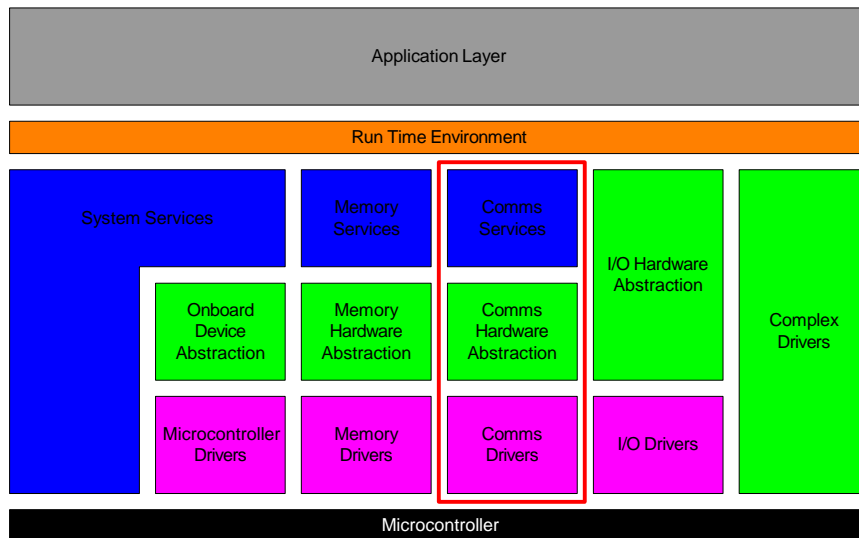 Application Layer
Run Time Environment
System Services
Memory
Services
Comms
Services
I/O Hardware
Abstraction
Complex
Drivers
Onboard
Device
Abstraction
Memory
Hardware
Abstraction
Comms
Hardware
Abstraction
Microcontroller
Drivers
Memory
Drivers
Comms
Drivers
I/O Drivers
Microcontroller